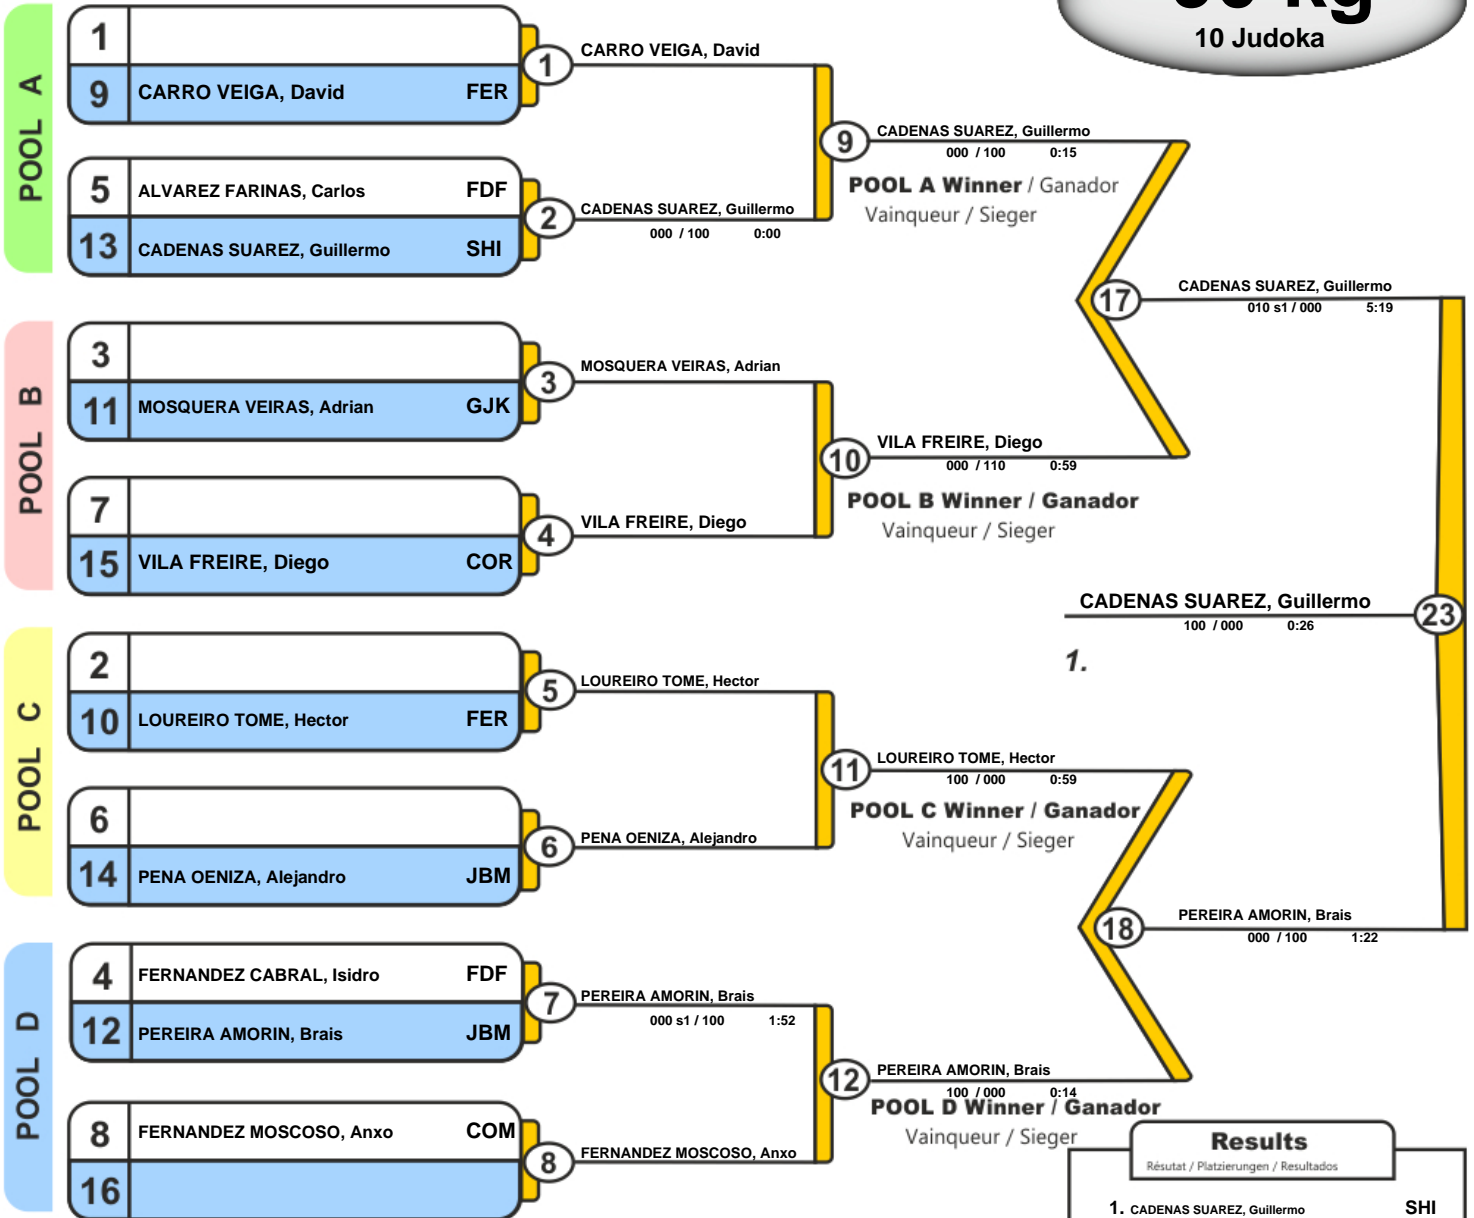 10 Judoka
POOL A
1
9 CARRO VEIGA, David FER
5 ALVAREZ FARINAS, Carlos FDF
13 CADENAS SUAREZ, Guillermo SHI
POOL B
3
11 MOSQUERA VEIRAS, Adrian GJK
7
15 VILA FREIRE, Diego COR
POOL C
2
10 LOUREIRO TOME, Hector FER
6
14 PENA OENIZA, Alejandro JBM
POOL D
4 FERNANDEZ CABRAL, Isidro FDF
12 PEREIRA AMORIN, Brais JBM
8 FERNANDEZ MOSCOSO, Anxo COM
16
1 CARRO VEIGA, David
2 CADENAS SUAREZ, Guillermo
000 / 100 0:00
3 MOSQUERA VEIRAS, Adrian
4 VILA FREIRE, Diego
5 LOUREIRO TOME, Hector
6 PENA OENIZA, Alejandro
7 PEREIRA AMORIN, Brais
000 s1 / 100 1:52
8 FERNANDEZ MOSCOSO, Anxo
9 CADENAS SUAREZ, Guillermo
000 / 100 0:15
POOL A Winner / Ganador
Vainqueur / Sieger
10 VILA FREIRE, Diego
000 / 110 0:59
POOL B Winner / Ganador
Vainqueur / Sieger
11 LOUREIRO TOME, Hector
100 / 000 0:59
POOL C Winner / Ganador
Vainqueur / Sieger
12 PEREIRA AMORIN, Brais
100 / 000 0:14
POOL D Winner / Ganador
Vainqueur / Sieger
17 CADENAS SUAREZ, Guillermo
010 s1 / 000 5:19
18 PEREIRA AMORIN, Brais
000 / 100 1:22
CADENAS SUAREZ, Guillermo 23
100 / 000 0:26
1.
Results
Résutat / Platzierungen / Resultados
1. CADENAS SUAREZ, Guillermo SHI